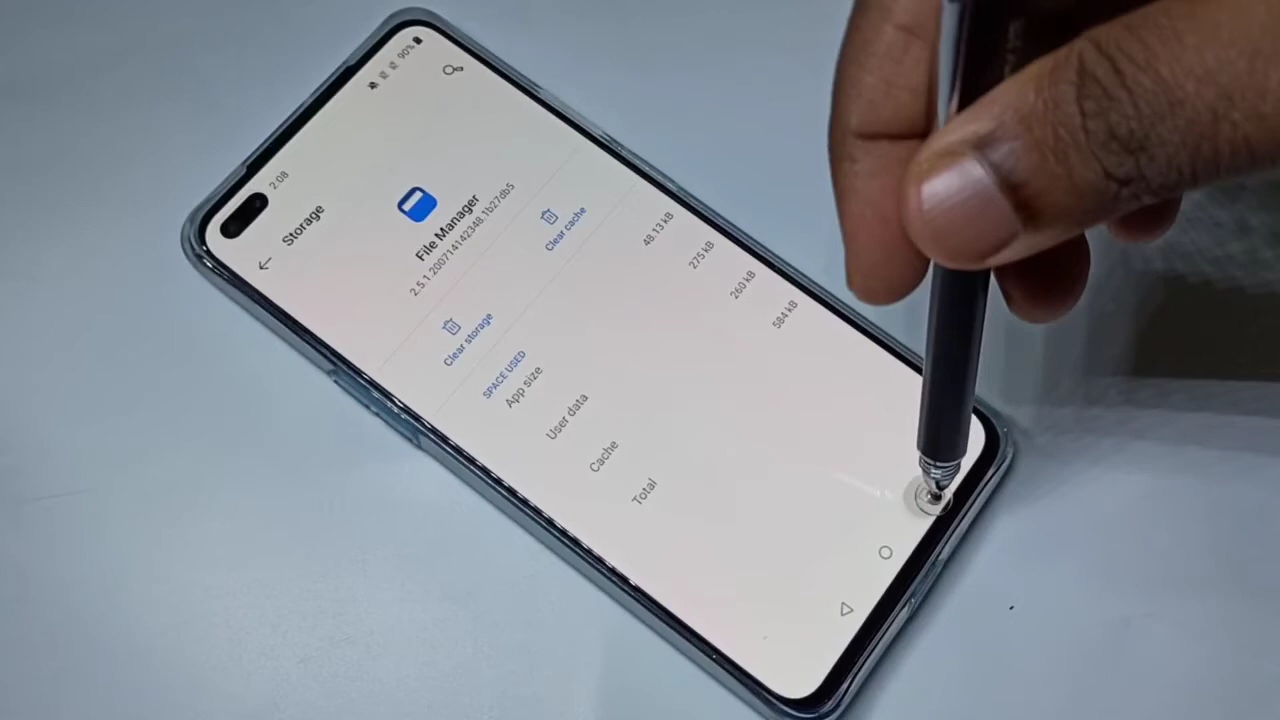 2:08
90%
Storage
File Manager
2.5.1.200714142348.1b27db5
Clear storage
Clear cache
SPACE USED
App size
48.13 kB
User data
275 kB
Cache
260 kB
Total
584 kB